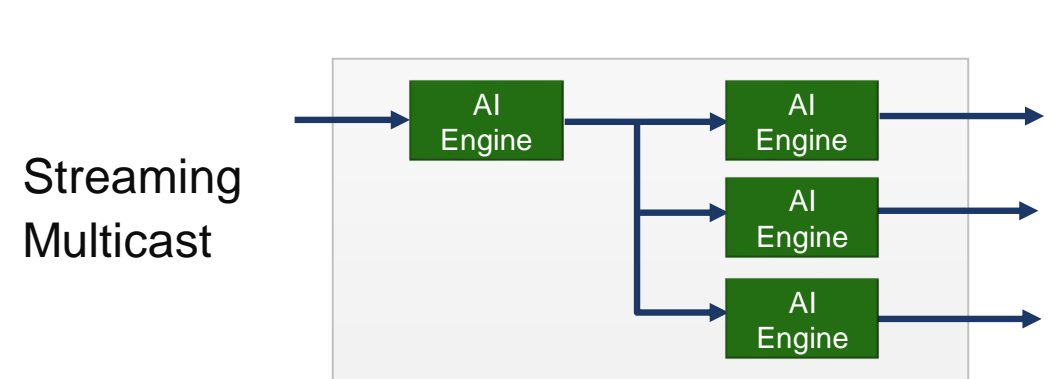 Streaming
Multicast
AI
Engine
AI
Engine
AI
Engine
AI
Engine